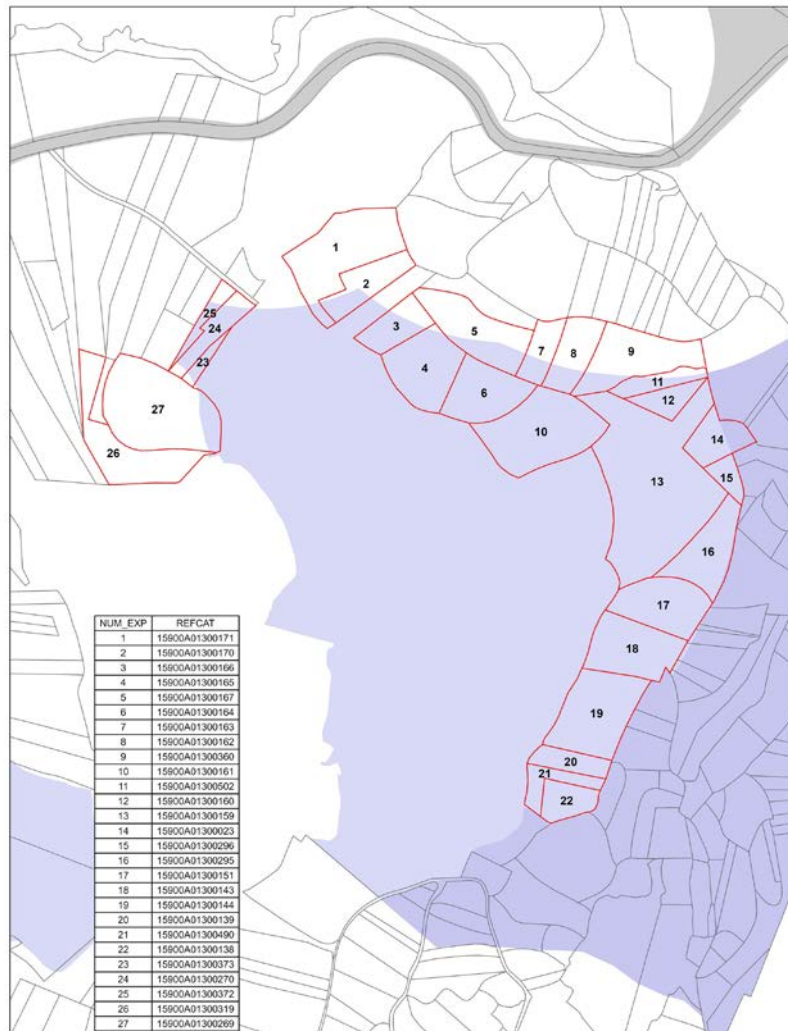 1
2
25
24
3
5
7
8
9
23
4
11
6
12
27
10
14
26
13
15
16
17
18
19
20
21
22
NUM_EXP REFCAT
1 15900A01300171
2 15900A01300170
3 15900A01300166
4 15900A01300165
5 15900A01300167
6 15900A01300164
7 15900A01300163
8 15900A01300162
9 15900A01300360
10 15900A01300161
11 15900A01300502
12 15900A01300160
13 15900A01300159
14 15900A01300023
15 15900A01300296
16 15900A01300295
17 15900A01300151
18 15900A01300143
19 15900A01300144
20 15900A01300139
21 15900A01300490
22 15900A01300138
23 15900A01300373
24 15900A01300270
25 15900A01300372
26 15900A01300319
27 15900A01300269